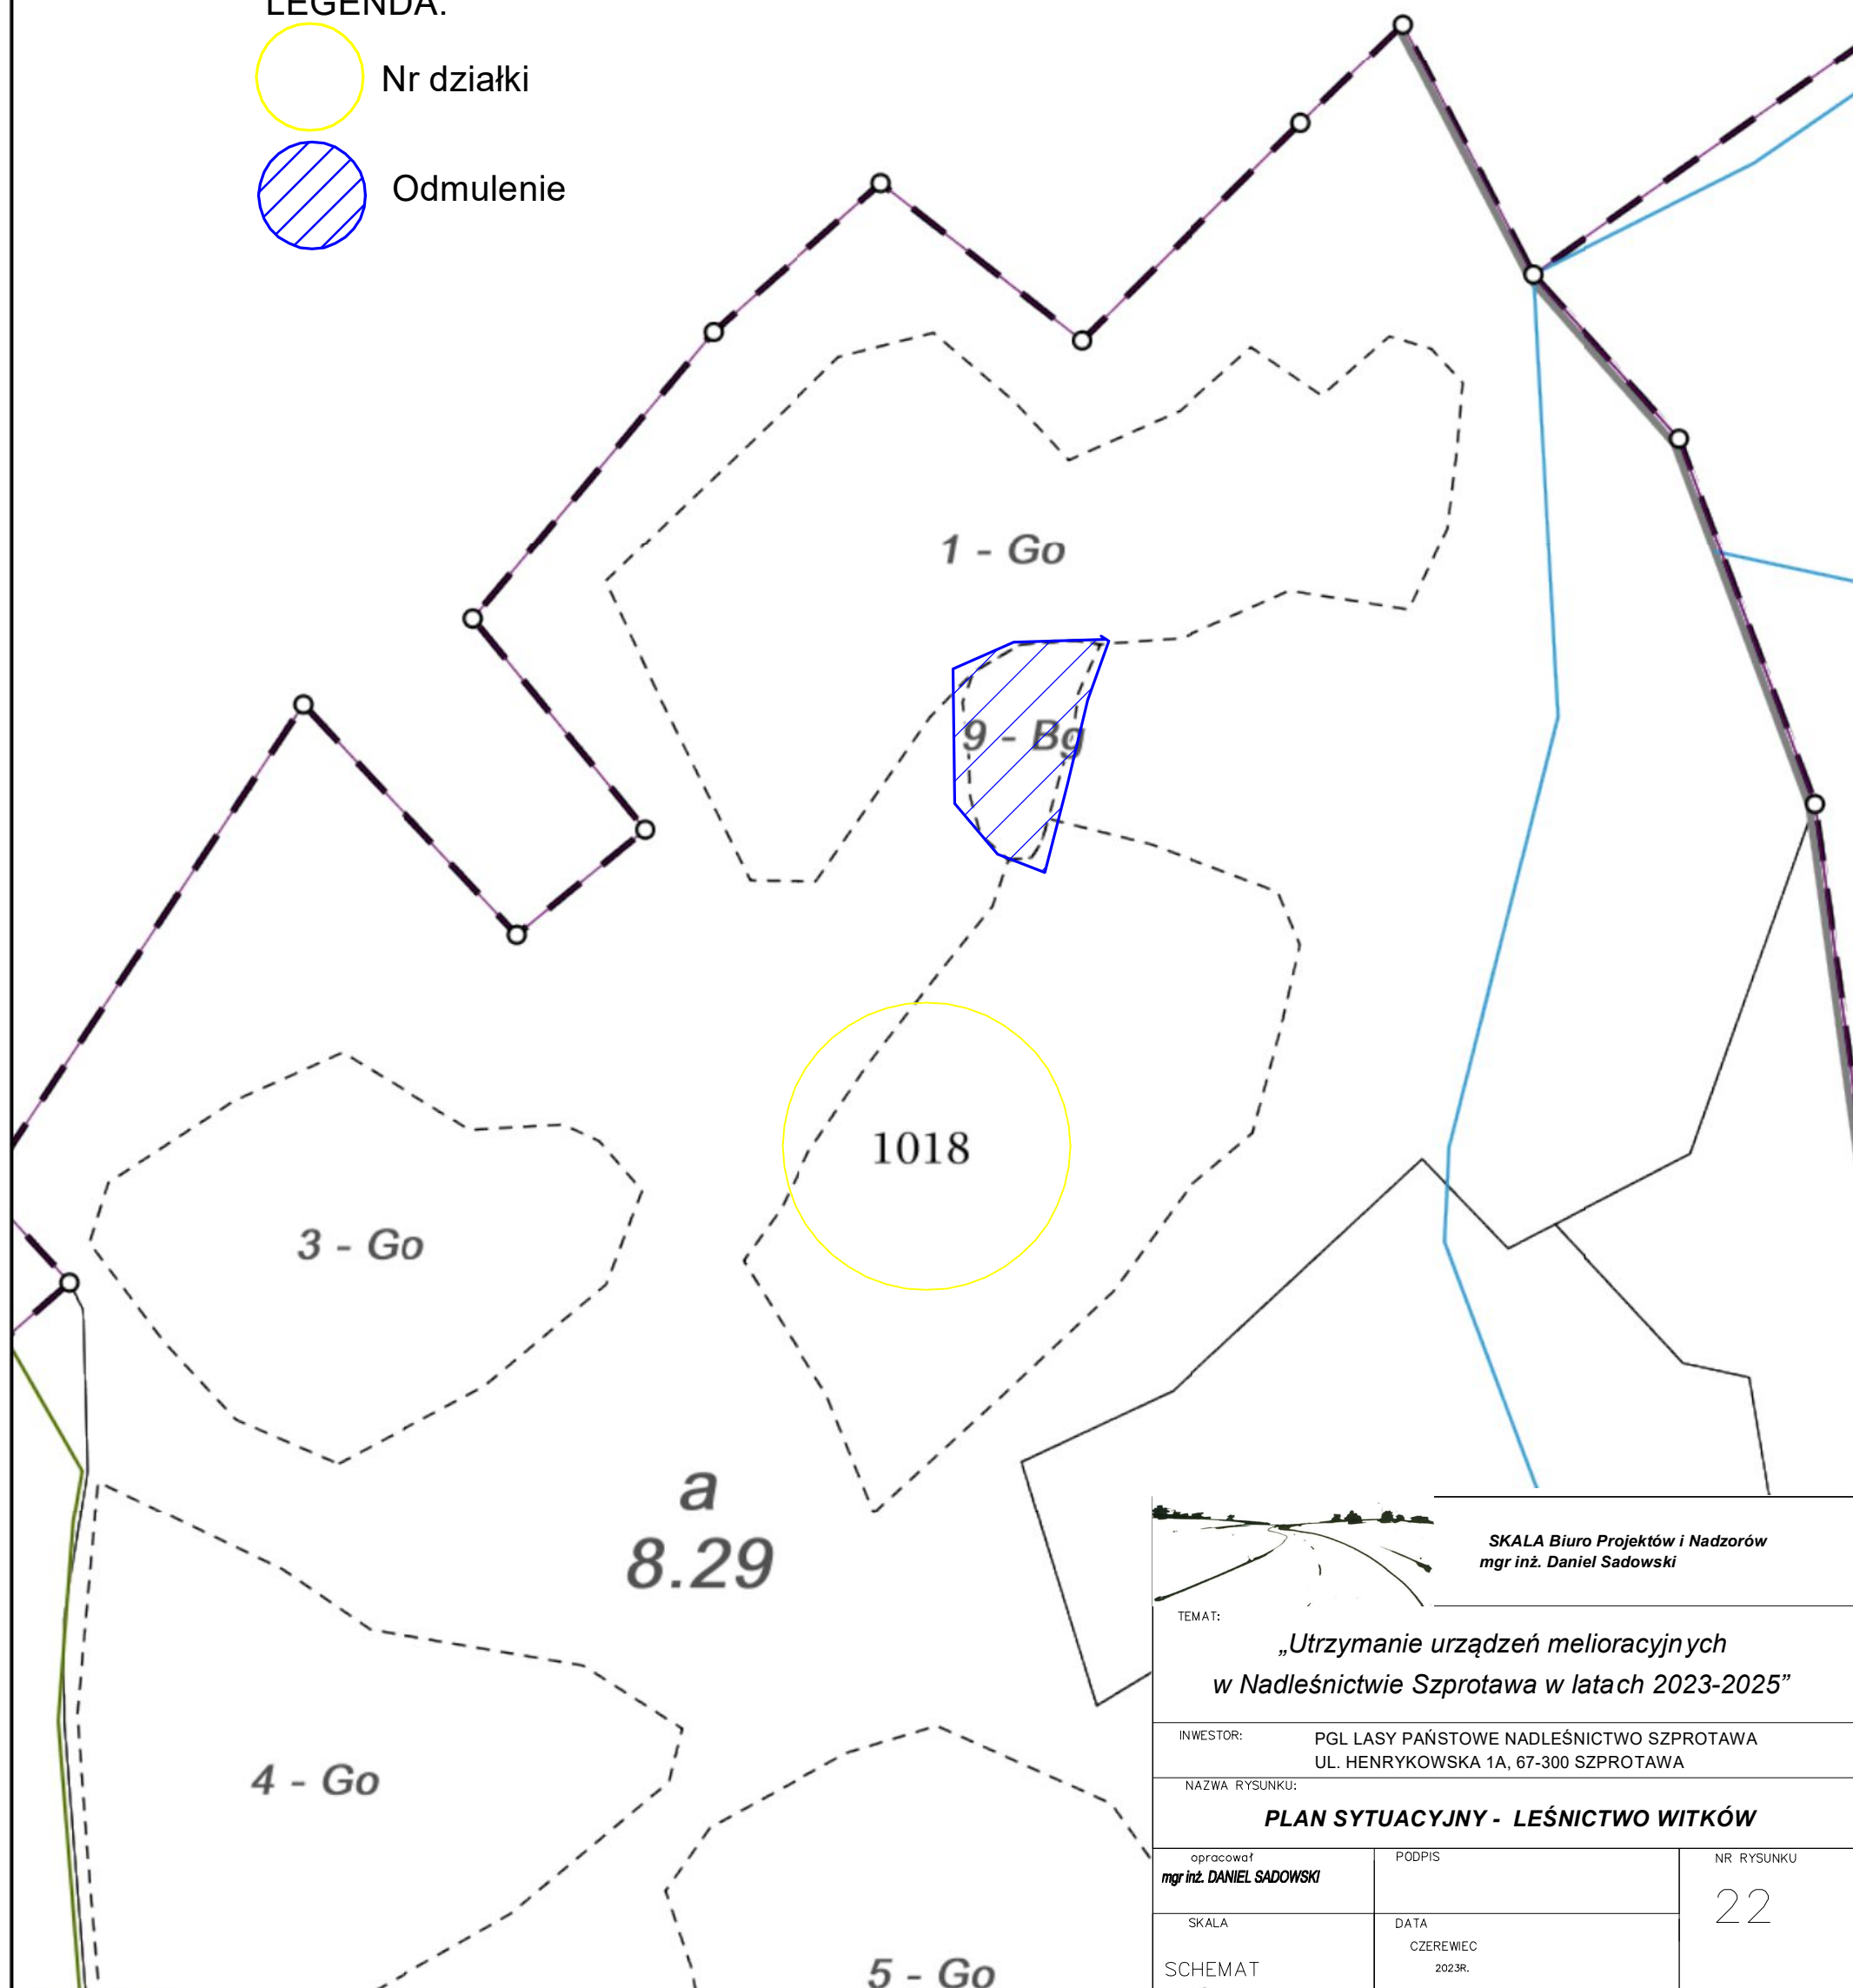 LEGENDA:
Nr działki
Odmulenie
1 - Go
9 - Bg
1018
3 - Go
a
8.29
4 - Go
5 - Go
SKALA Biuro Projektów i Nadzorów
mgr inż. Daniel Sadowski
TEMAT:
„Utrzymanie urządzeń melioracyjnych
w Nadleśnictwie Szprotawa w latach 2023-2025”
INWESTOR:
PGL LASY PAŃSTOWE NADLEŚNICTWO SZPROTAWA
UL. HENRYKOWSKA 1A, 67-300 SZPROTAWA
NAZWA RYSUNKU:
PLAN SYTUACYJNY - LEŚNICTWO WITKÓW
opracował
mgr inż. DANIEL SADOWSKI
PODPIS
NR RYSUNKU
22
SKALA
SCHEMAT
DATA
CZEREWIEC
2023R.